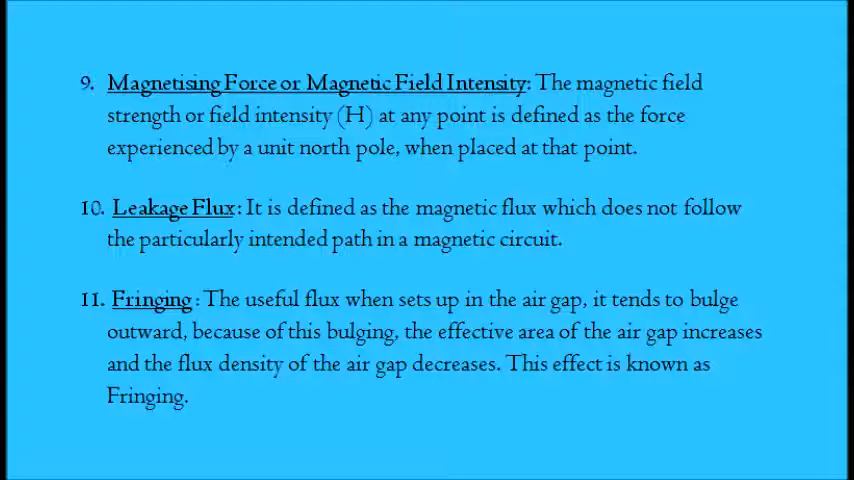 9. Magnetising Force or Magnetic Field Intensity: The magnetic field
strength or field intensity (H) at any point is defined as the force
experienced by a unit north pole, when placed at that point.
10. Leakage Flux: It is defined as the magnetic flux which does not follow
the particularly intended path in a magnetic circuit.
11. Fringing : The useful flux when sets up in the air gap, it tends to bulge
outward, because of this bulging, the effective area of the air gap increases
and the flux density of the air gap decreases. This effect is known as
Fringing.